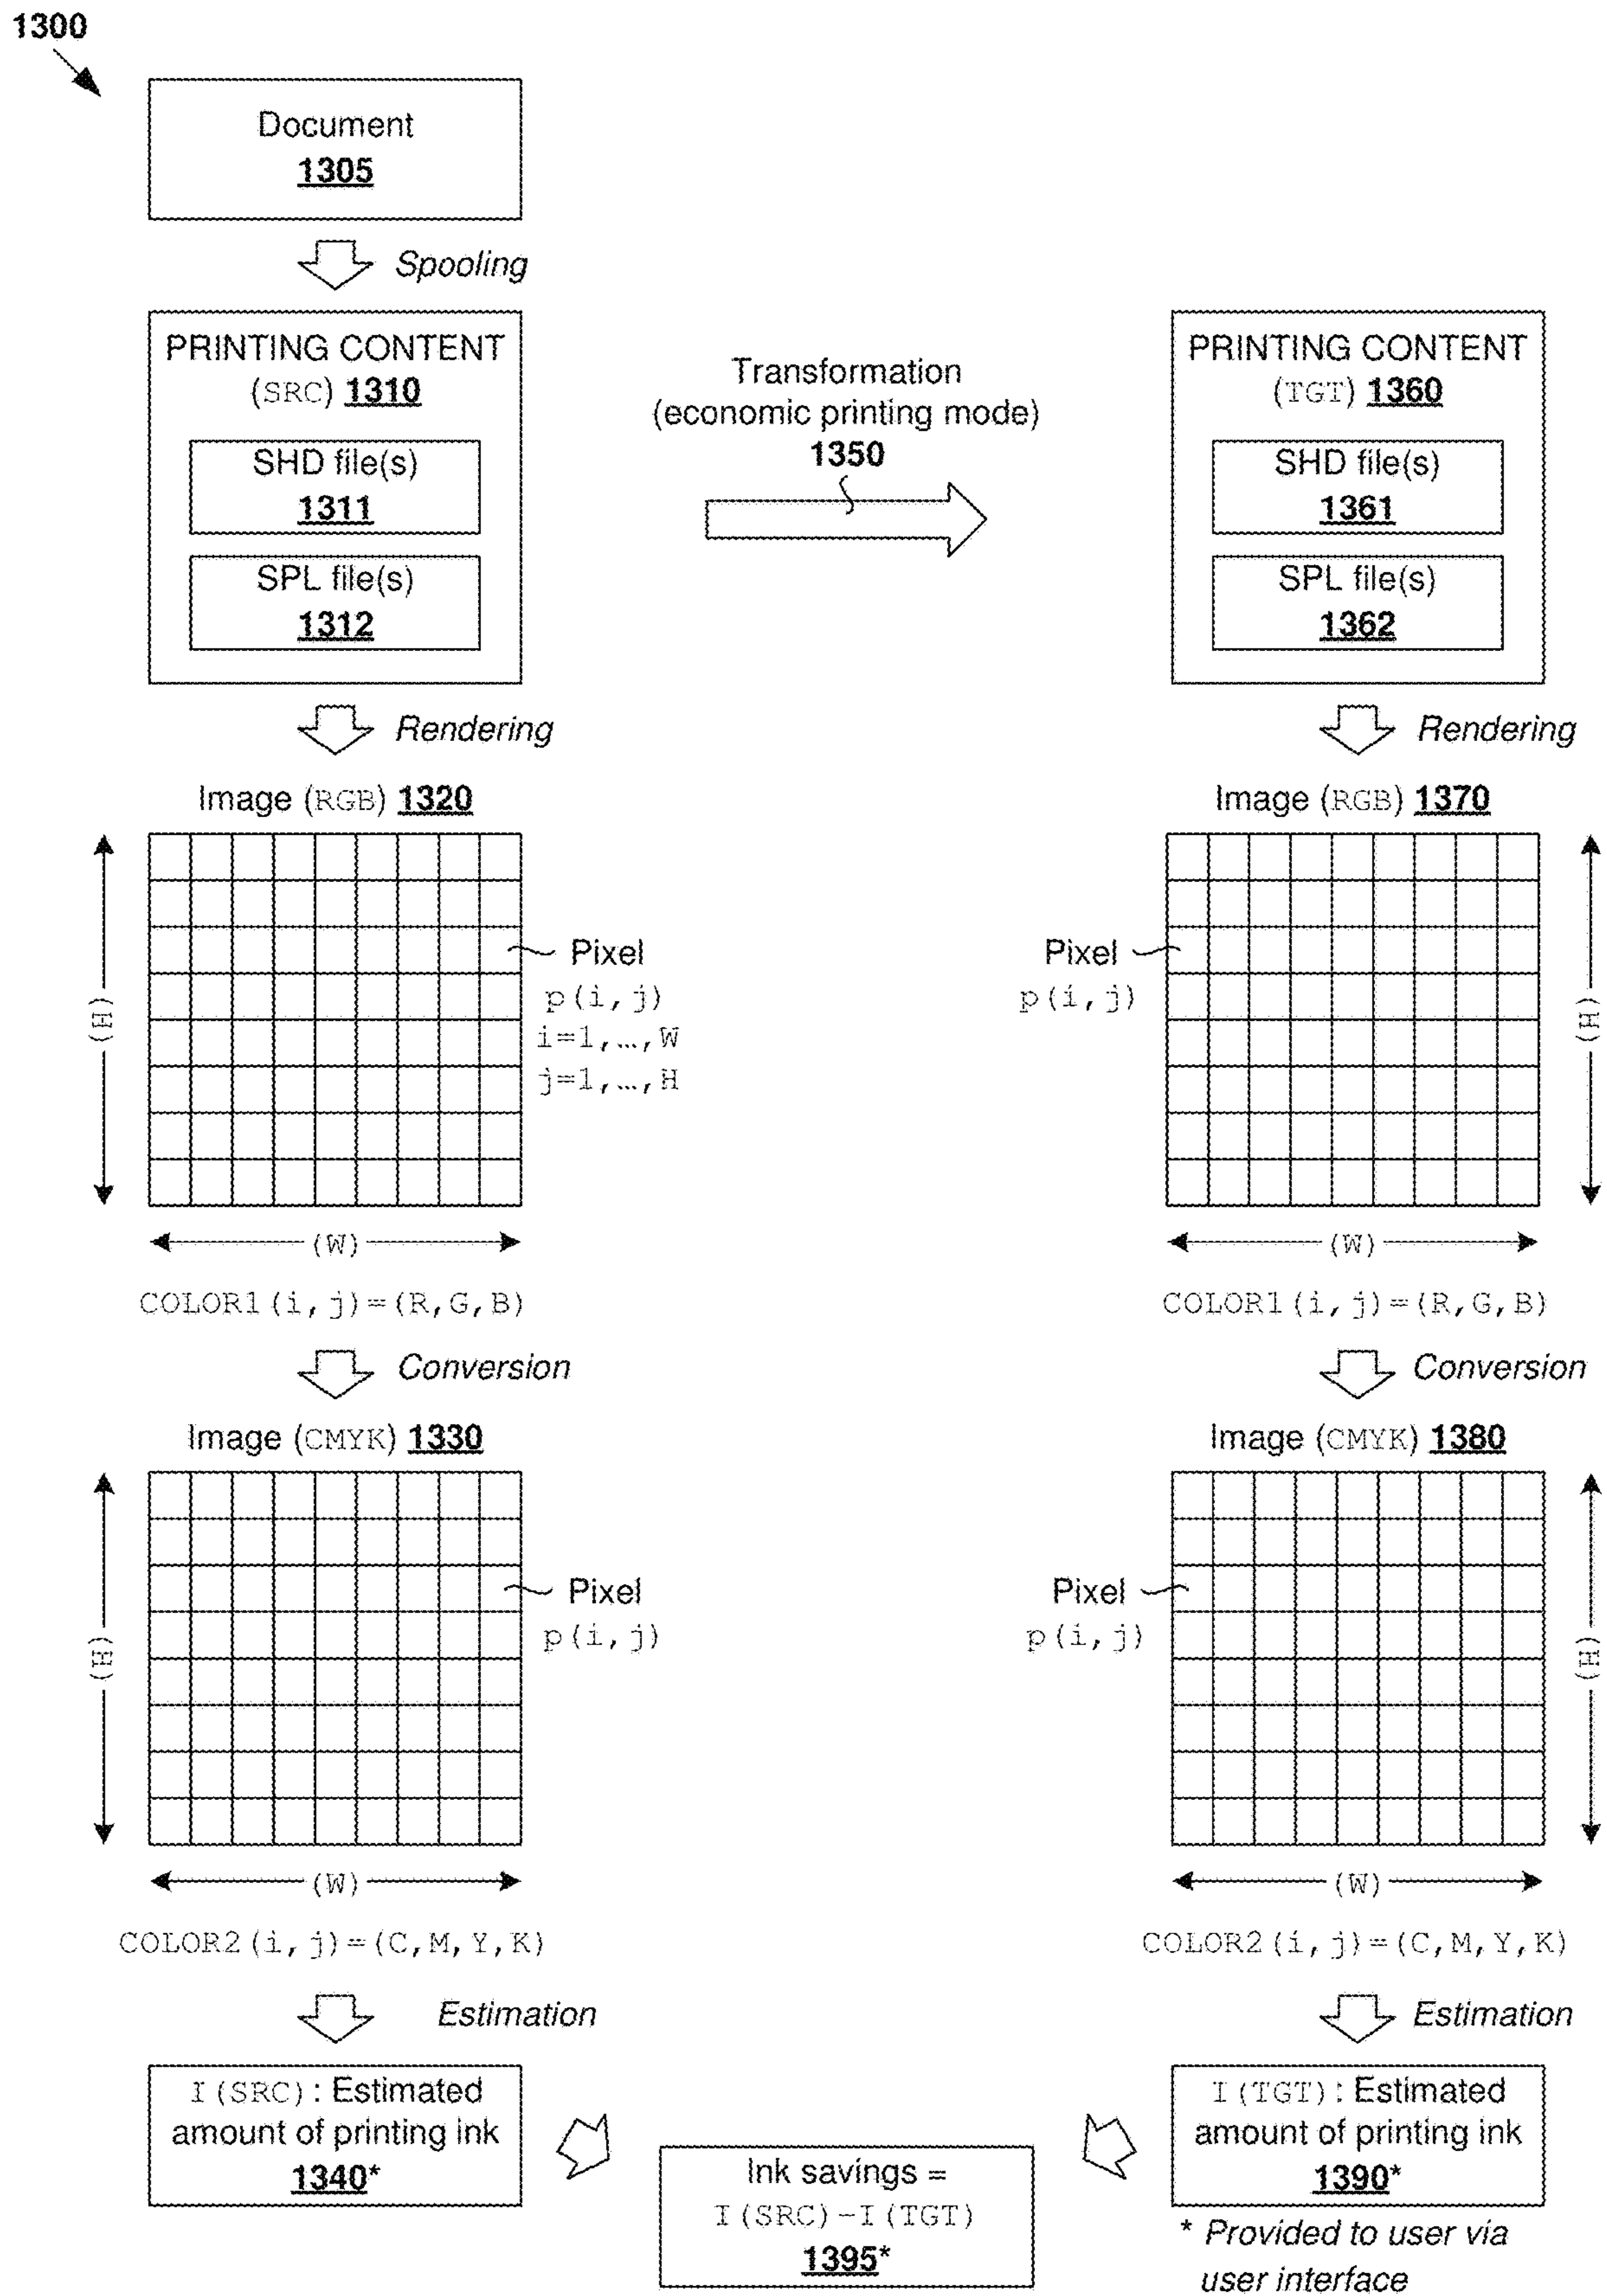 1300
Document
1305
Spooling
PRINTING CONTENT
(SRC) 1310
SHD file(s)
1311
SPL file(s)
1312
Transformation
(economic printing mode)
1350
PRINTING CONTENT
(TGT) 1360
SHD file(s)
1361
SPL file(s)
1362
Rendering
Rendering
Image (RGB) 1320
(H)
Pixel
p(i,j)
i=1,…,W
j=1,…,H
(W)
COLOR1(i,j)=(R,G,B)
Image (RGB) 1370
Pixel
p(i,j)
(H)
(W)
COLOR1(i,j)=(R,G,B)
Conversion
Conversion
Image (CMYK) 1330
(H)
Pixel
p(i,j)
(W)
COLOR2(i,j)=(C,M,Y,K)
Image (CMYK) 1380
Pixel
p(i,j)
(H)
(W)
COLOR2(i,j)=(C,M,Y,K)
Estimation
Estimation
I(SRC): Estimated
amount of printing ink
1340*
I(TGT): Estimated
amount of printing ink
1390*
Ink savings =
I(SRC)-I(TGT)
1395*
* Provided to user via
user interface